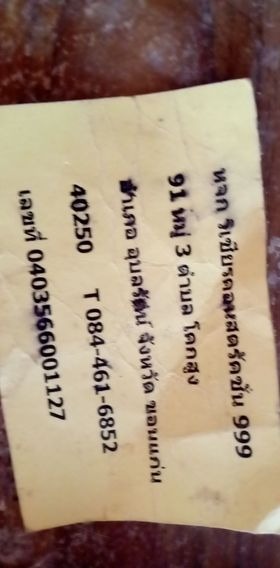 หจก วิเชียรคอนสตรัคชั่น 999
91 หมู่ 3 ตำบล โคกสูง
อำเภอ อุบลรัตน์ จังหวัด ขอนแก่น
40250 T 084-461-6852
เลขที่ 0403566001127